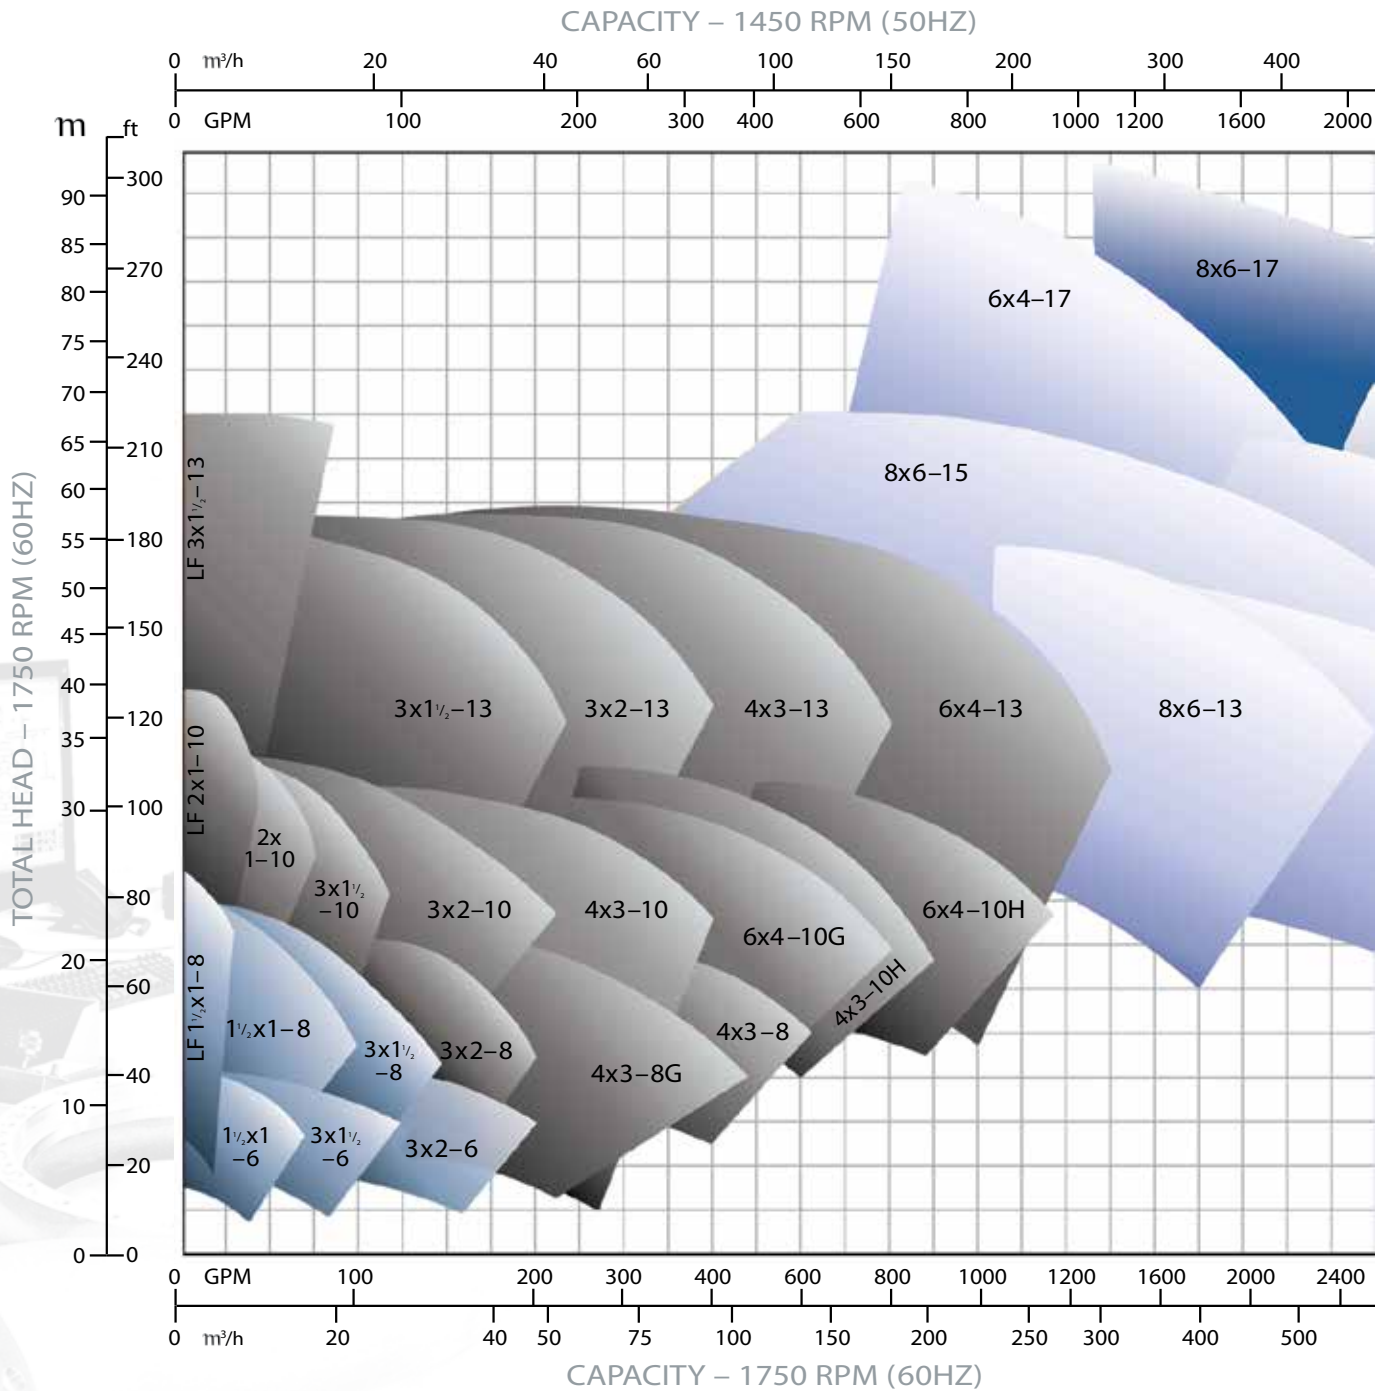 CAPACITY – 1450 RPM (50HZ)
0 m³/h 20 40 60 100 150 200 300 400
0 GPM 100 200 300 400 600 800 1000 1200 1600 2000
m ft
300
90
85
270
80
75
240
70
65
210
60
55
180
50
45
150
40
120
35
30
100
80
20
60
40
10
20
0 0
TOTAL HEAD – 1750 RPM (60HZ)
8x6–17
6x4–17
8x6–15
LF 3x1½–13
3x1½–13
3x2–13
4x3–13
6x4–13
8x6–13
LF 2x1–10
2x
1–10
3x1½
–10
3x2–10
4x3–10
6x4–10G
6x4–10H
4x3–10H
LF 1½x1–8
1½x1–8
3x1½
–8
3x2–8
4x3–8G
4x3–8
1½x1
–6
3x1½
–6
3x2–6
0 GPM 100 200 300 400 600 800 1000 1200 1600 2000 2400
0 m³/h 20 40 50 75 100 150 200 250 300 400 500
CAPACITY – 1750 RPM (60HZ)